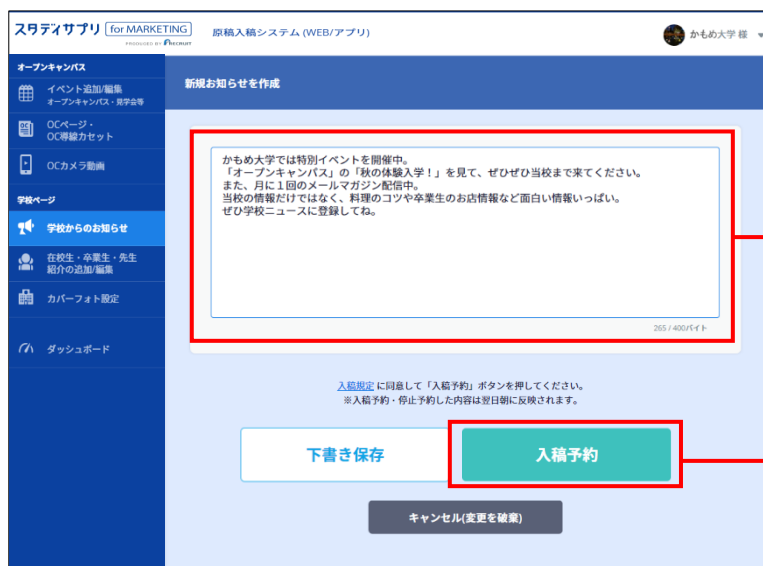 スタディサプリ for MARKETING
PRODUCED BY RECRUIT
原稿入稿システム (WEB/アプリ)
かもめ大学 様
オープンキャンパス
イベント追加/編集
オープンキャンパス・見学会等
OCページ・
OC導線力セット
OCカメラ動画
学校ページ
学校からのお知らせ
在校生・卒業生・先生
紹介の追加/編集
カバーフォト設定
ダッシュボード
新規お知らせを作成
かもめ大学では特別イベントを開催中。
「オープンキャンパス」の「秋の体験入学！」を見て、ぜひぜひ当校まで来てください。
また、月に１回のメールマガジン配信中。
当校の情報だけではなく、料理のコツや卒業生のお店情報など面白い情報いっぱい。
ぜひ学校ニュースに登録してね。
265 / 400バイト
入稿規定 に同意して「入稿予約」ボタンを押してください。
※入稿予約・停止予約した内容は翌日朝に反映されます。
下書き保存
入稿予約
キャンセル(変更を破棄)